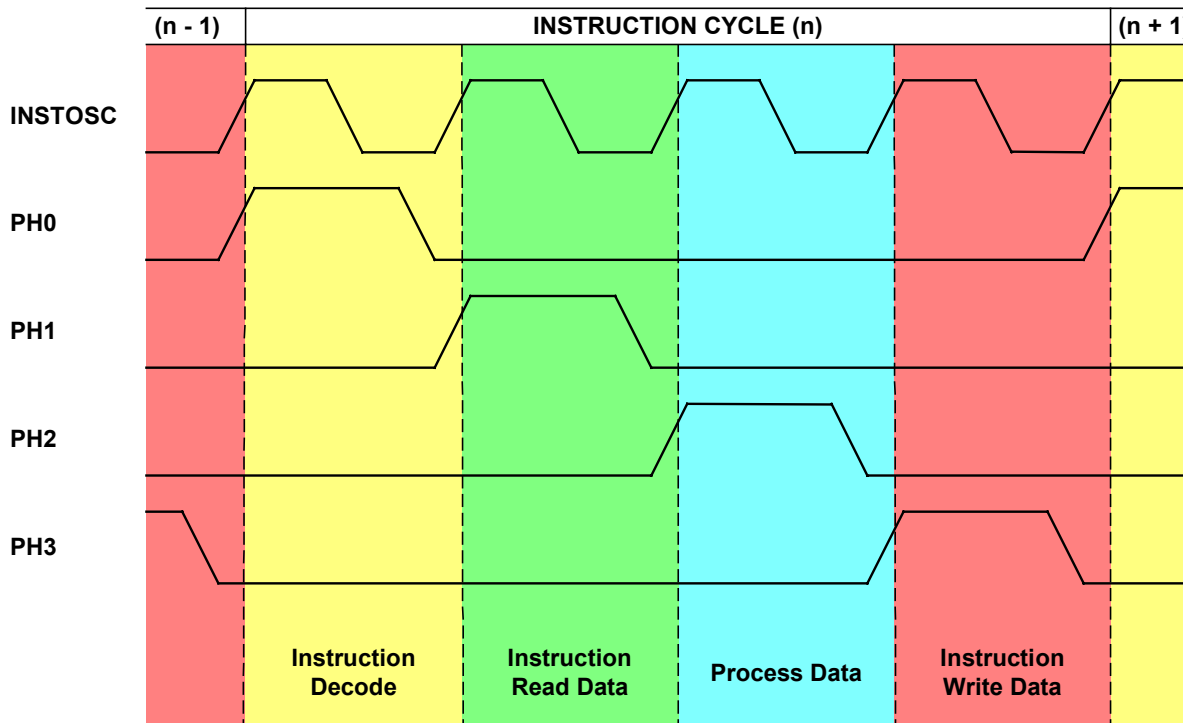 (n - 1) INSTRUCTION CYCLE (n) (n + 1
INSTOSC
PH0
PH1
PH2
PH3
Instruction Instruction Process Data Instruction
Decode Read Data Write Data